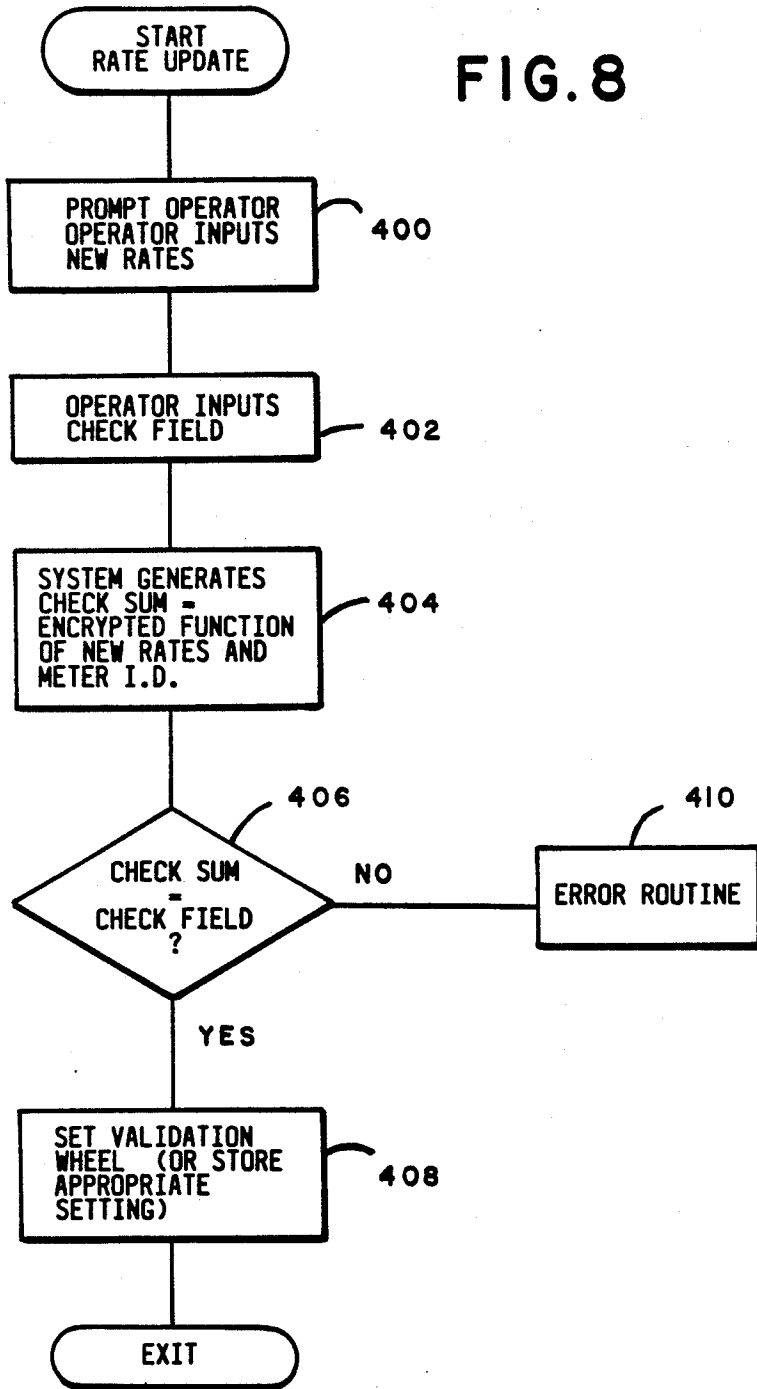 START
RATE UPDATE
FIG. 8
PROMPT OPERATOR
OPERATOR INPUTS
NEW RATES
400
OPERATOR INPUTS
CHECK FIELD
402
SYSTEM GENERATES
CHECK SUM =
ENCRYPTED FUNCTION
OF NEW RATES AND
METER I.D.
404
406
CHECK SUM
=
CHECK FIELD
?
NO
410
ERROR ROUTINE
YES
SET VALIDATION
WHEEL (OR STORE
APPROPRIATE
SETTING)
408
EXIT